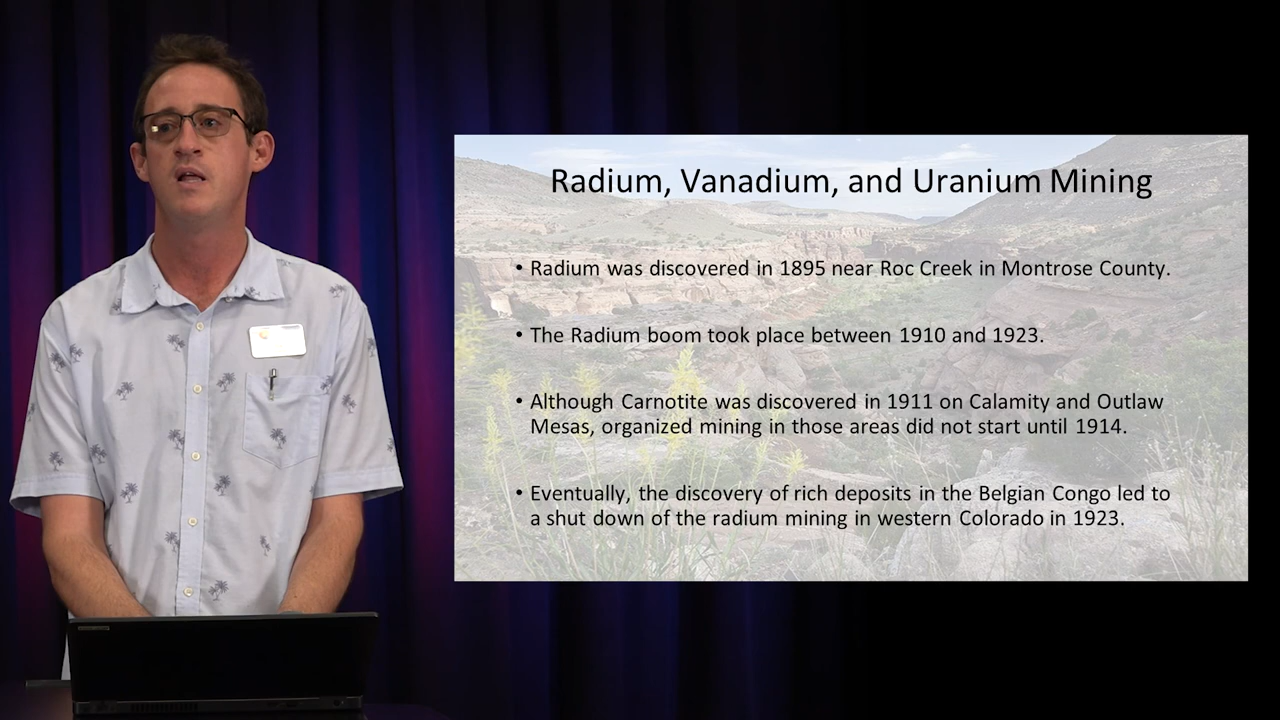 Radium, Vanadium, and Uranium Mining
• Radium was discovered in 1895 near Roc Creek in Montrose County.
• The Radium boom took place between 1910 and 1923.
• Although Carnotite was discovered in 1911 on Calamity and Outlaw
Mesas, organized mining in those areas did not start until 1914.
• Eventually, the discovery of rich deposits in the Belgian Congo led to
a shut down of the radium mining in western Colorado in 1923.